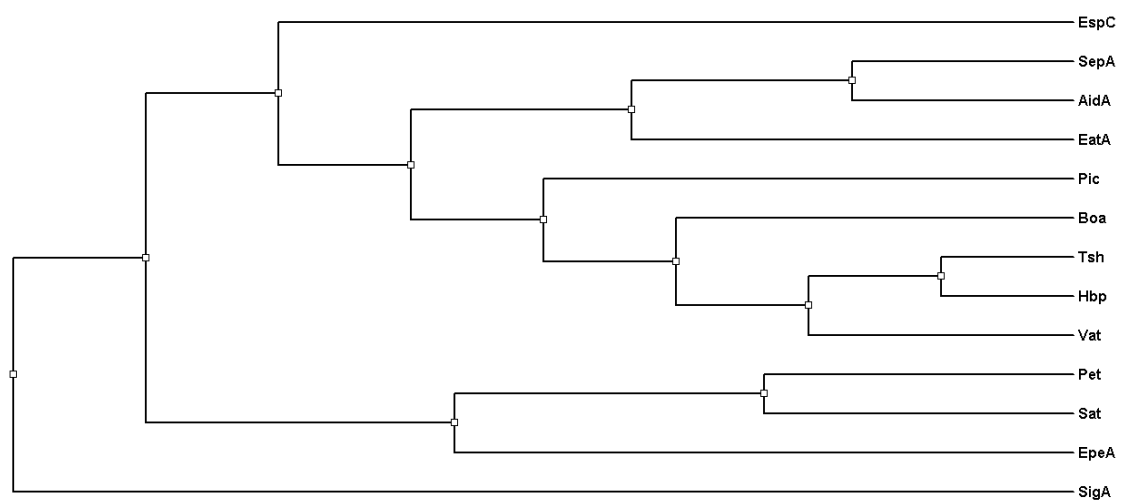 EspC
SepA
AidA
EatA
Pic
Boa
Tsh
Hbp
Vat
Pet
Sat
EpeA
SigA